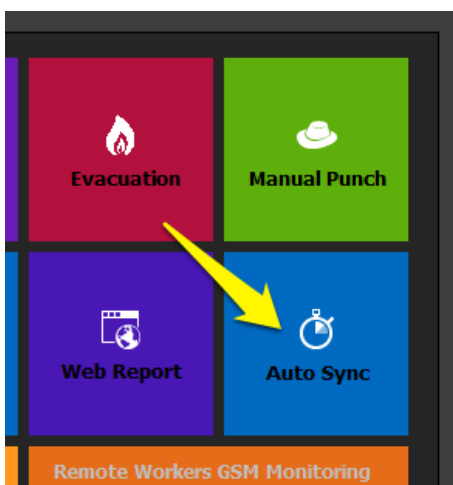 Evacuation
Manual Punch
Web Report
Auto Sync
Remote Workers GSM Monitoring